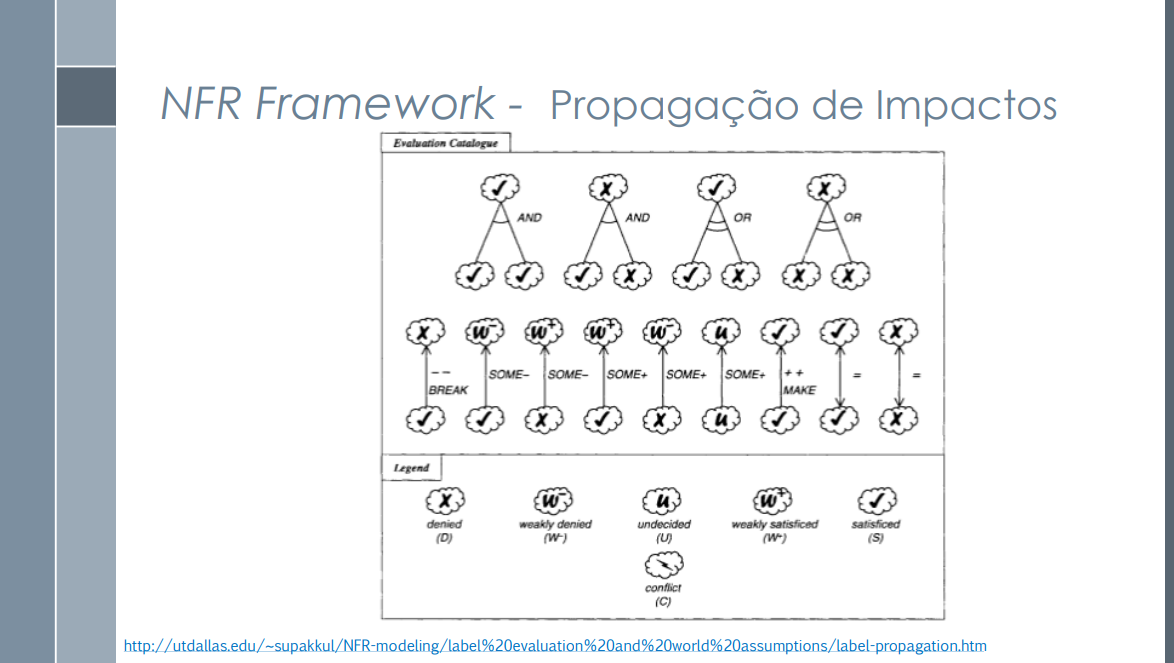 NFR Framework - Propagação de Impactos
Evaluation Catalogue
✓ X ✓ X
AND AND OR OR
✓ ✓ ✓ X ✓ X X X
X W⁻ W⁺ W⁺ W⁻ u ✓ ✓ X
-- SOME- SOME- SOME+ SOME+ SOME+ ++ = =
BREAK MAKE
✓ ✓ X ✓ X u ✓ ✓ X
Legend
X W⁻ u W⁺ ✓
denied weakly denied undecided weakly satisficed satisficed
(D) (W⁻) (U) (W⁺) (S)
conflict
(C)
http://utdallas.edu/~supakkul/NFR-modeling/label%20evaluation%20and%20world%20assumptions/label-propagation.htm